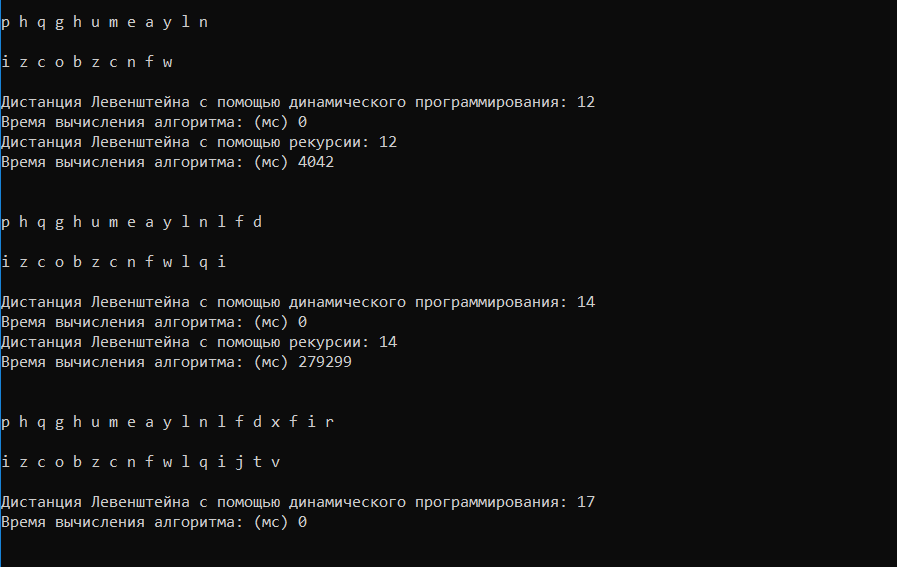 p h q g h u m e a y l n
i z c o b z c n f w
Дистанция Левенштейна с помощью динамического программирования: 12
Время вычисления алгоритма: (мс) 0
Дистанция Левенштейна с помощью рекурсии: 12
Время вычисления алгоритма: (мс) 4042
p h q g h u m e a y l n l f d
i z c o b z c n f w l q i
Дистанция Левенштейна с помощью динамического программирования: 14
Время вычисления алгоритма: (мс) 0
Дистанция Левенштейна с помощью рекурсии: 14
Время вычисления алгоритма: (мс) 279299
p h q g h u m e a y l n l f d x f i r
i z c o b z c n f w l q i j t v
Дистанция Левенштейна с помощью динамического программирования: 17
Время вычисления алгоритма: (мс) 0